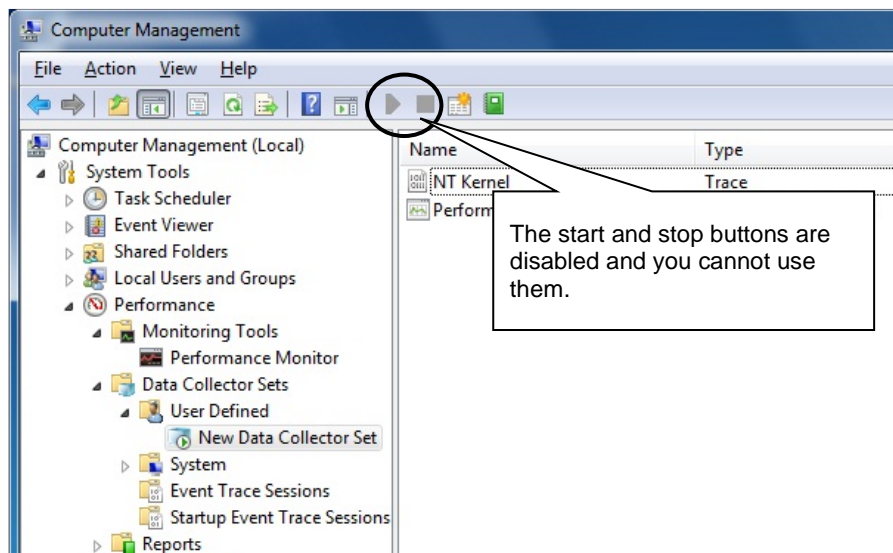 Computer Management
File Action View Help
Computer Management (Local)
System Tools
Task Scheduler
Event Viewer
Shared Folders
Local Users and Groups
Performance
Monitoring Tools
Performance Monitor
Data Collector Sets
User Defined
New Data Collector Set
System
Event Trace Sessions
Startup Event Trace Sessions
Reports
Name Type
NT Kernel Trace
Perform
The start and stop buttons are
disabled and you cannot use
them.